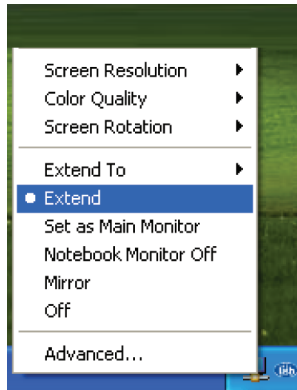 Screen Resolution
Color Quality
Screen Rotation
Extend To
Extend
Set as Main Monitor
Notebook Monitor Off
Mirror
Off
Advanced...